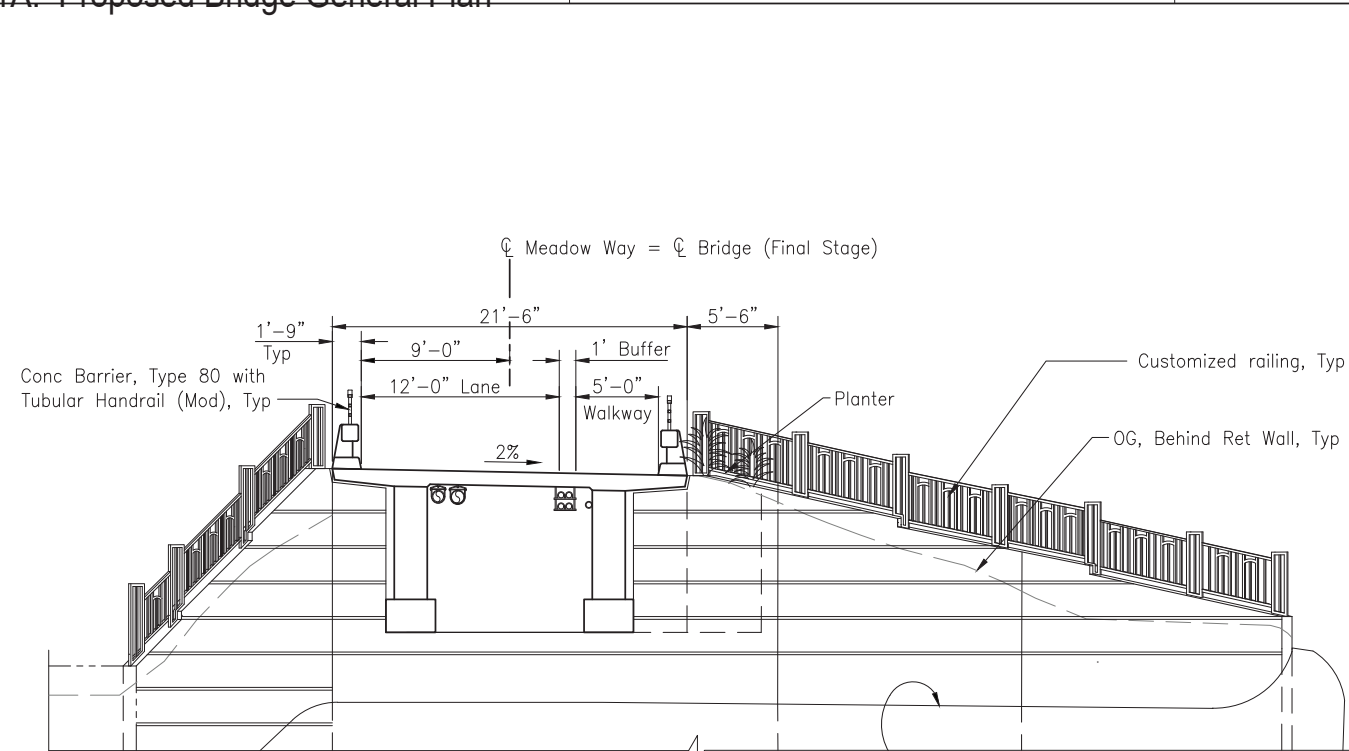 Proposed Bridge General Plan
℄ Meadow Way = ℄ Bridge (Final Stage)
21'-6"
5'-6"
1'-9"
Typ
9'-0"
1' Buffer
12'-0" Lane
5'-0"
Walkway
Conc Barrier, Type 80 with
Tubular Handrail (Mod), Typ
Customized railing, Typ
Planter
OG, Behind Ret Wall, Typ
2%